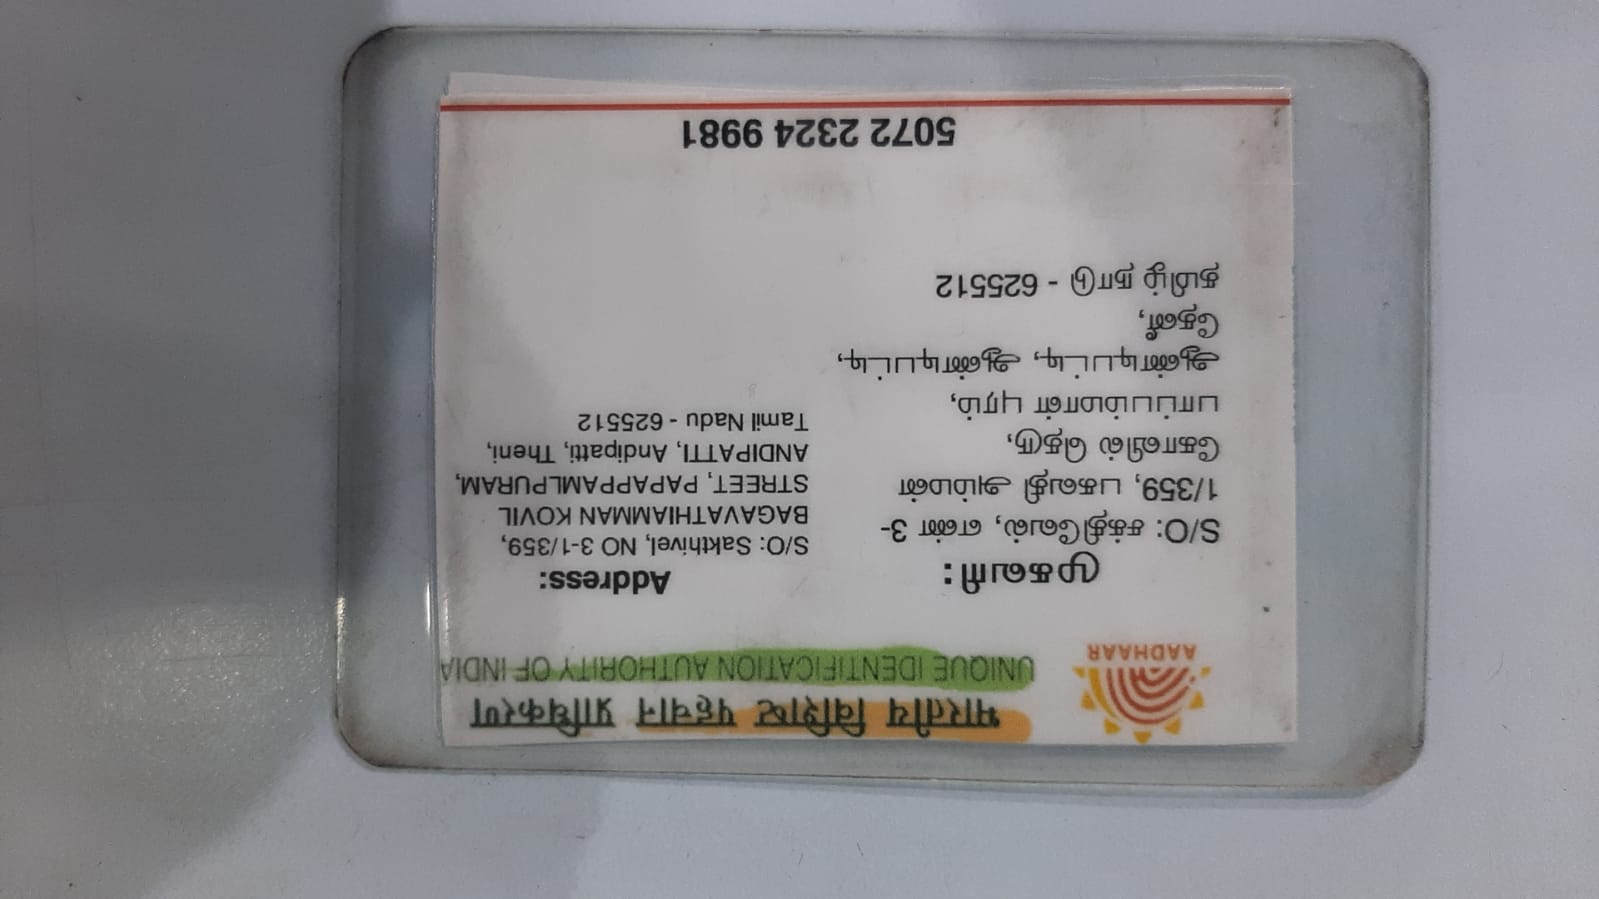 भारतीय विशिष्ट पहचान प्राधिकरण
UNIQUE IDENTIFICATION AUTHORITY OF INDIA
AADHAAR
முகவரி:
S/O: சக்திவேல், எண் 3-
1/359, பகவதி அம்மன்
கோவில் தெரு,
பாப்பம்மாள் புரம்,
ஆண்டிபட்டி, ஆண்டிபட்டி,
தேனீ,
தமிழ் நாடு - 625512
Address:
S/O: Sakthivel, NO 3-1/359,
BAGAVATHIAMMAN KOVIL
STREET, PAPAPPAMLPURAM,
ANDIPATTI, Andipatti, Theni,
Tamil Nadu - 625512
5072 2324 9981